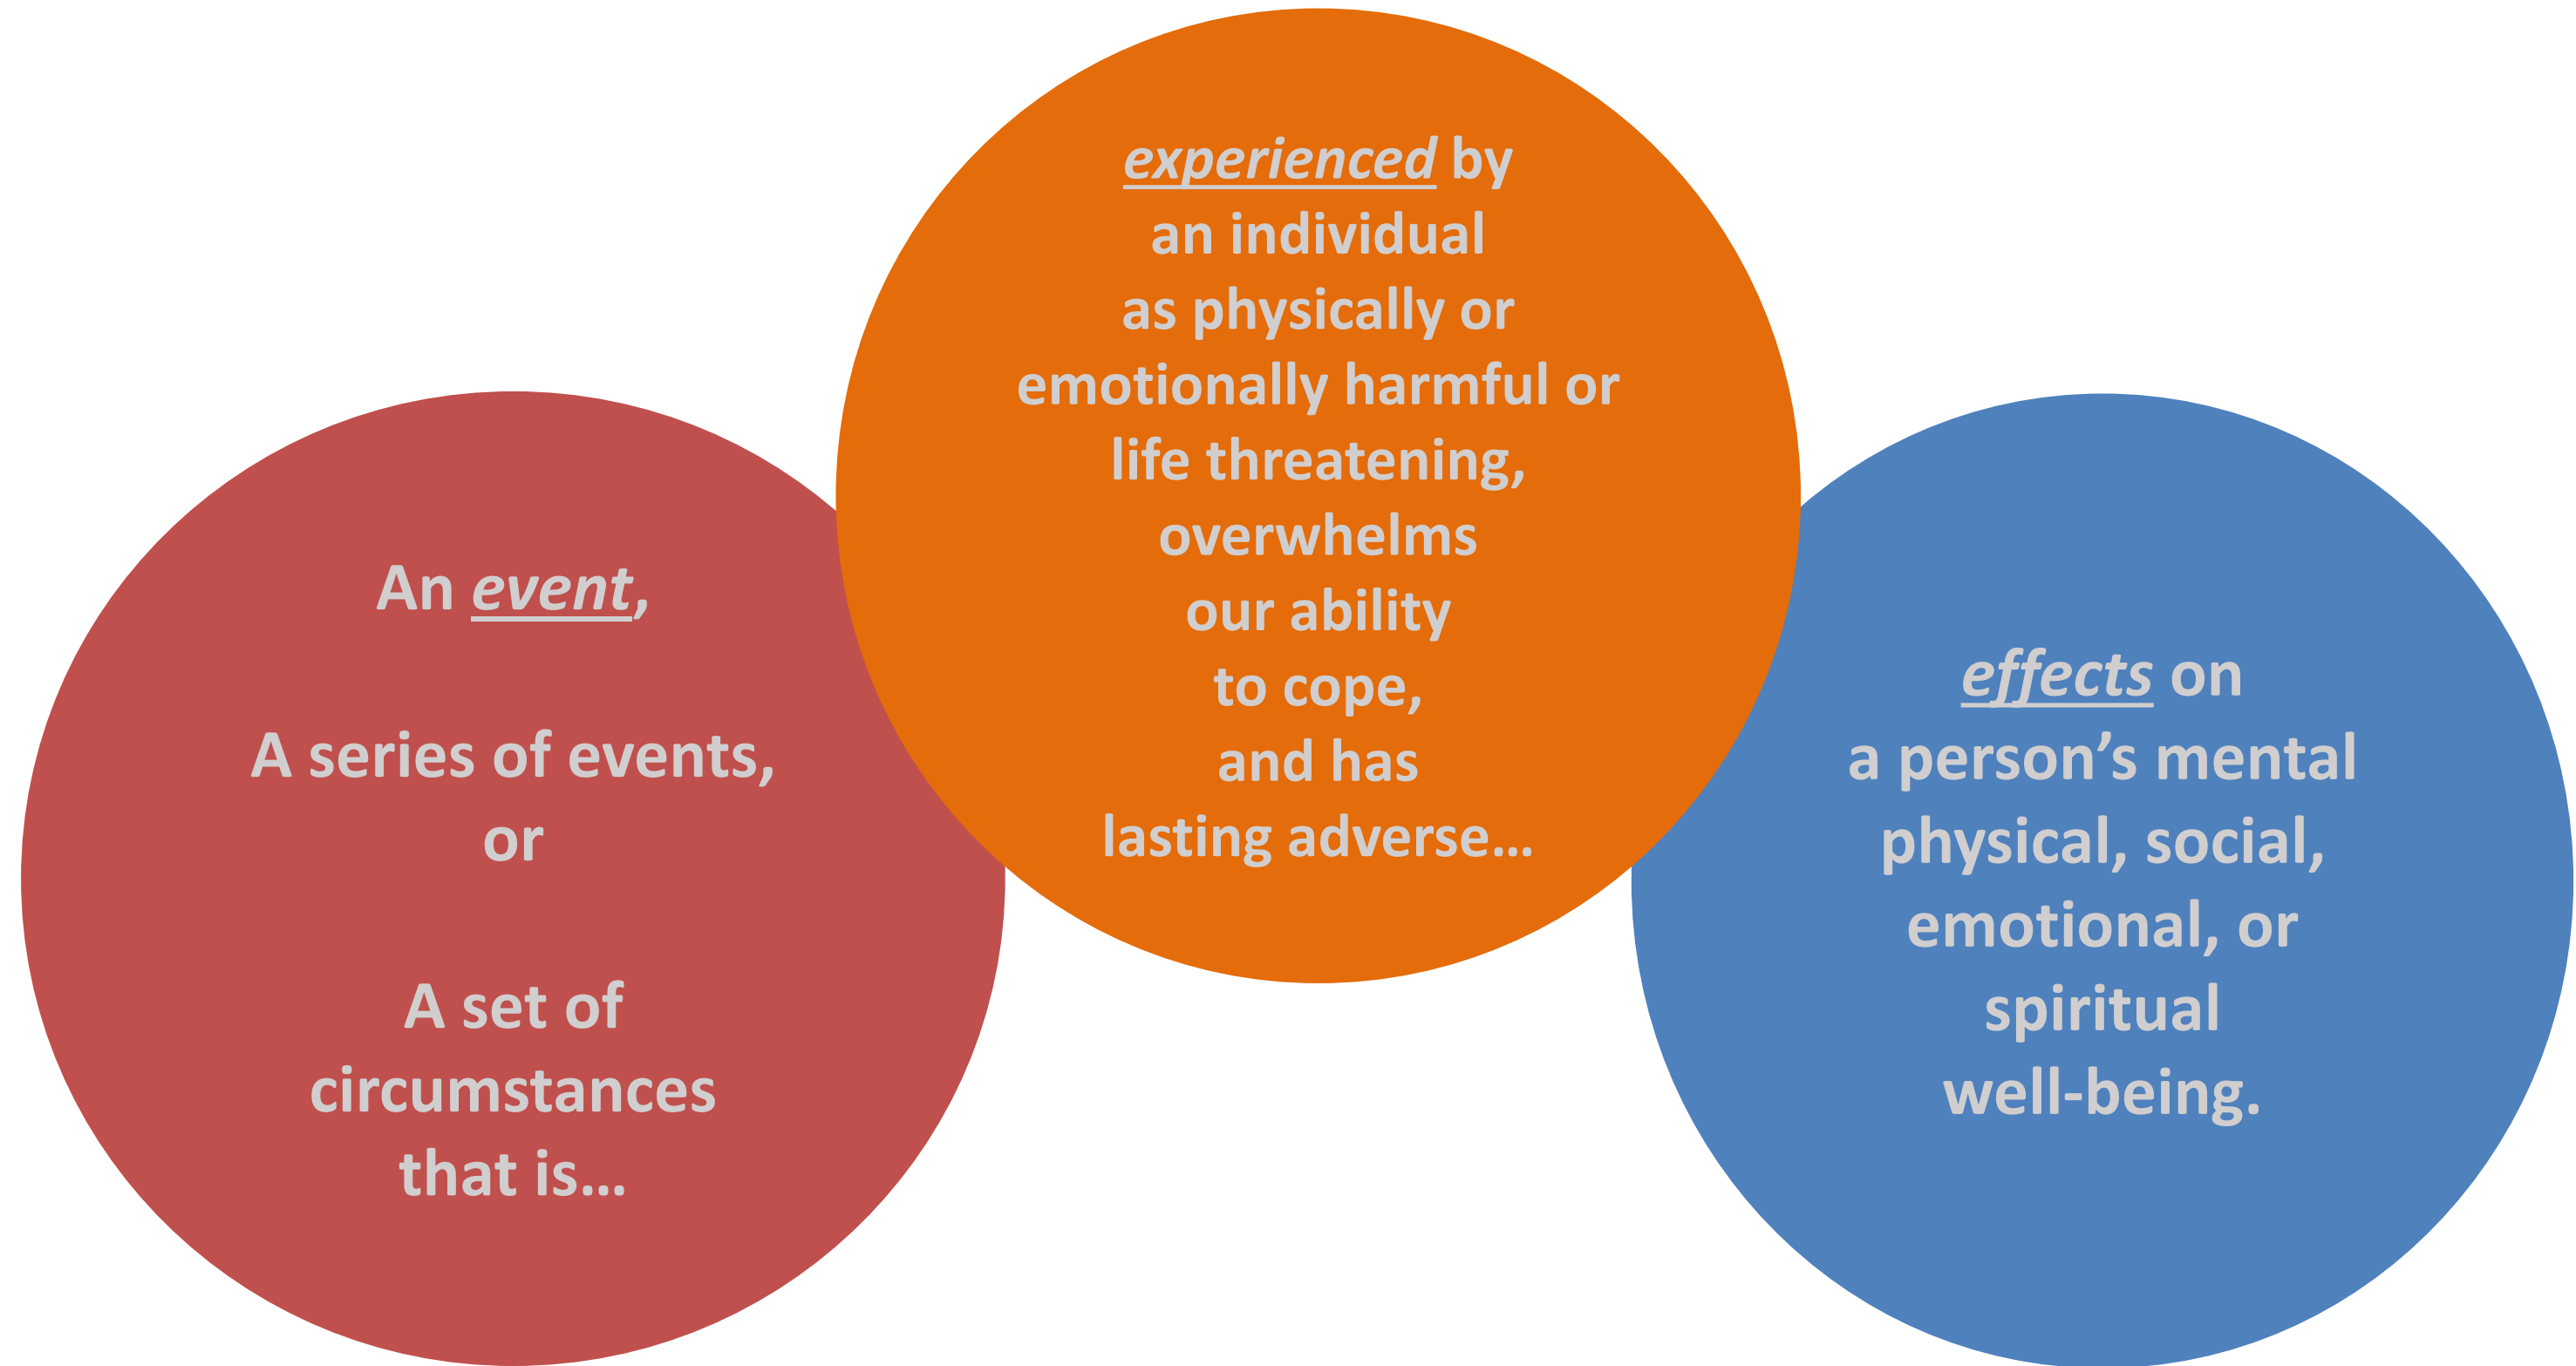 An event,
A series of events,
or
A set of
circumstances
that is…
experienced by
an individual
as physically or
emotionally harmful or
life threatening,
overwhelms
our ability
to cope,
and has
lasting adverse…
effects on
a person’s mental
physical, social,
emotional, or
spiritual
well-being.